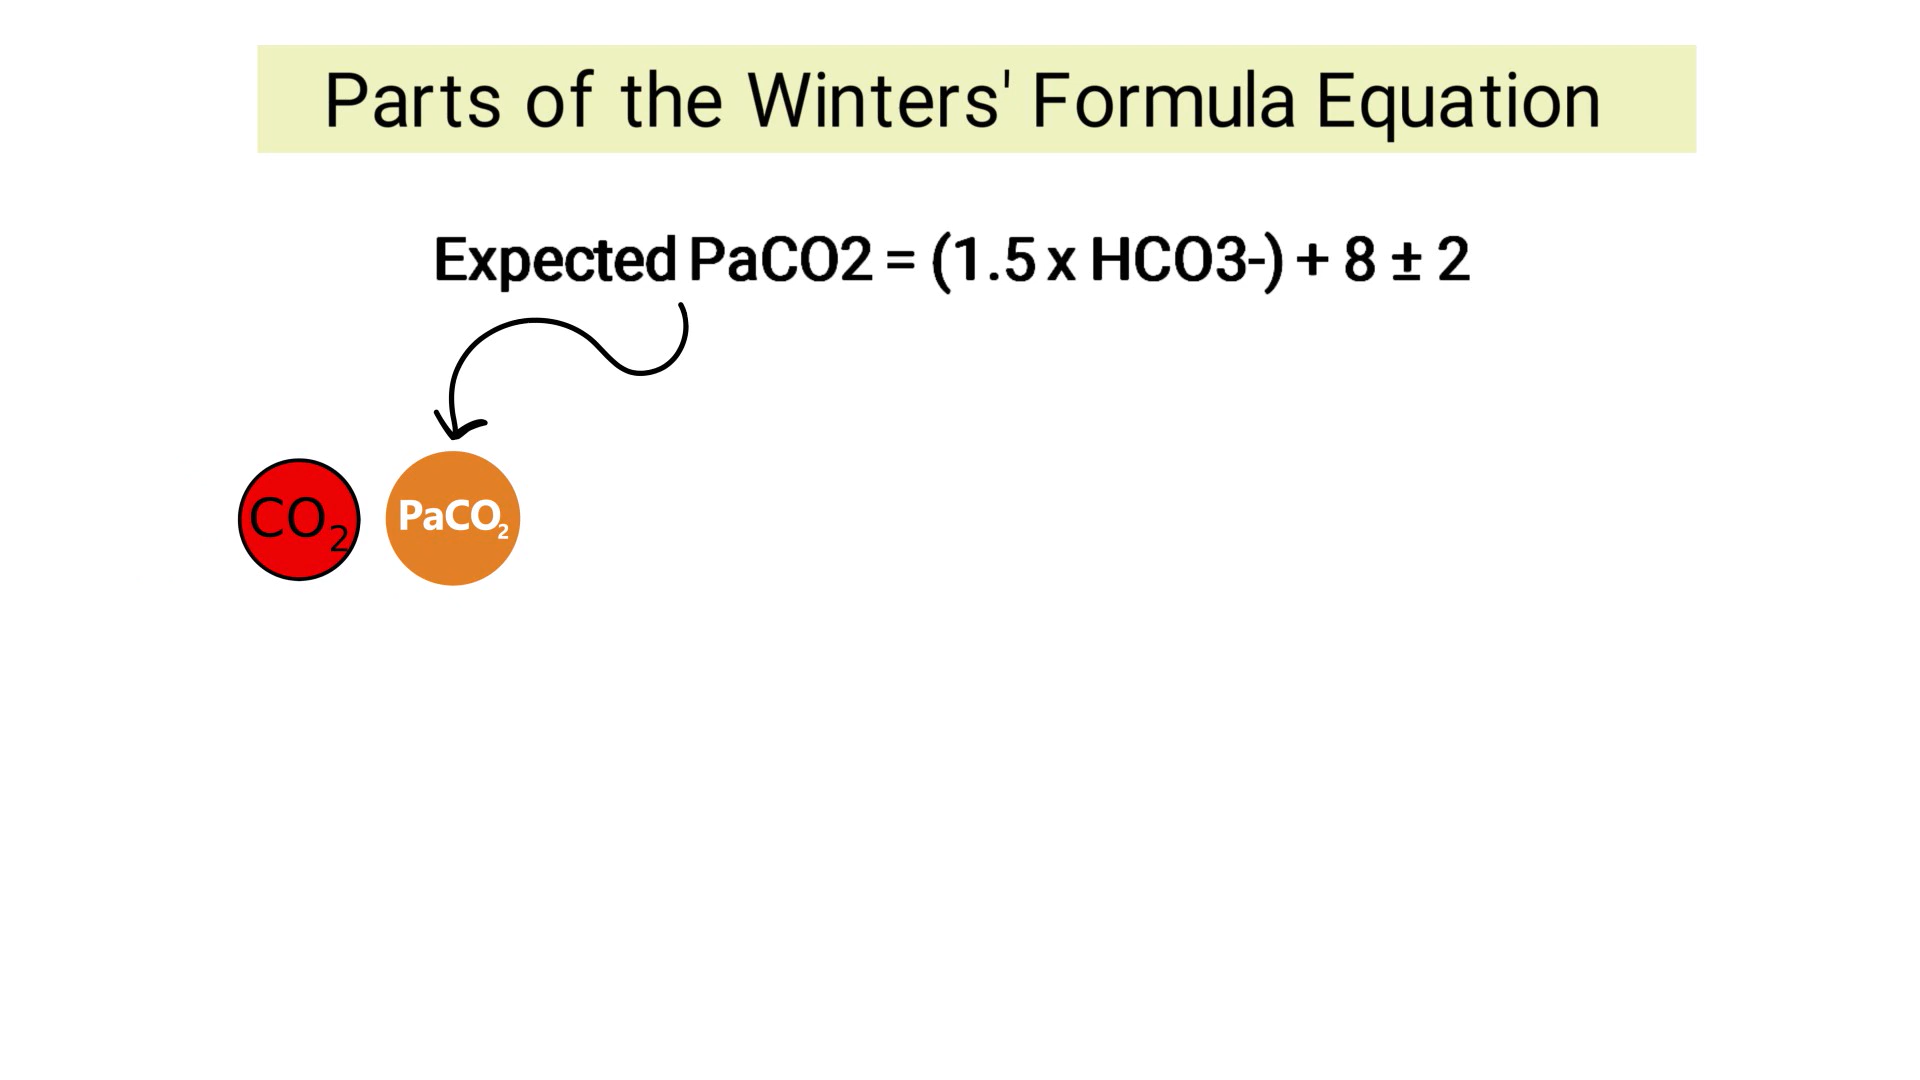 Parts of the Winters' Formula Equation
Expected PaCO2 = (1.5 x HCO3-) + 8 ± 2
CO₂ PaCO₂